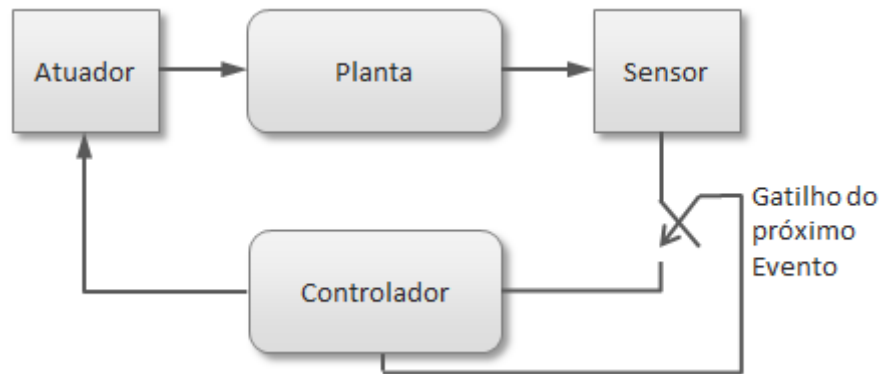 Atuador
Planta
Sensor
Gatilho do
próximo
Evento
Controlador